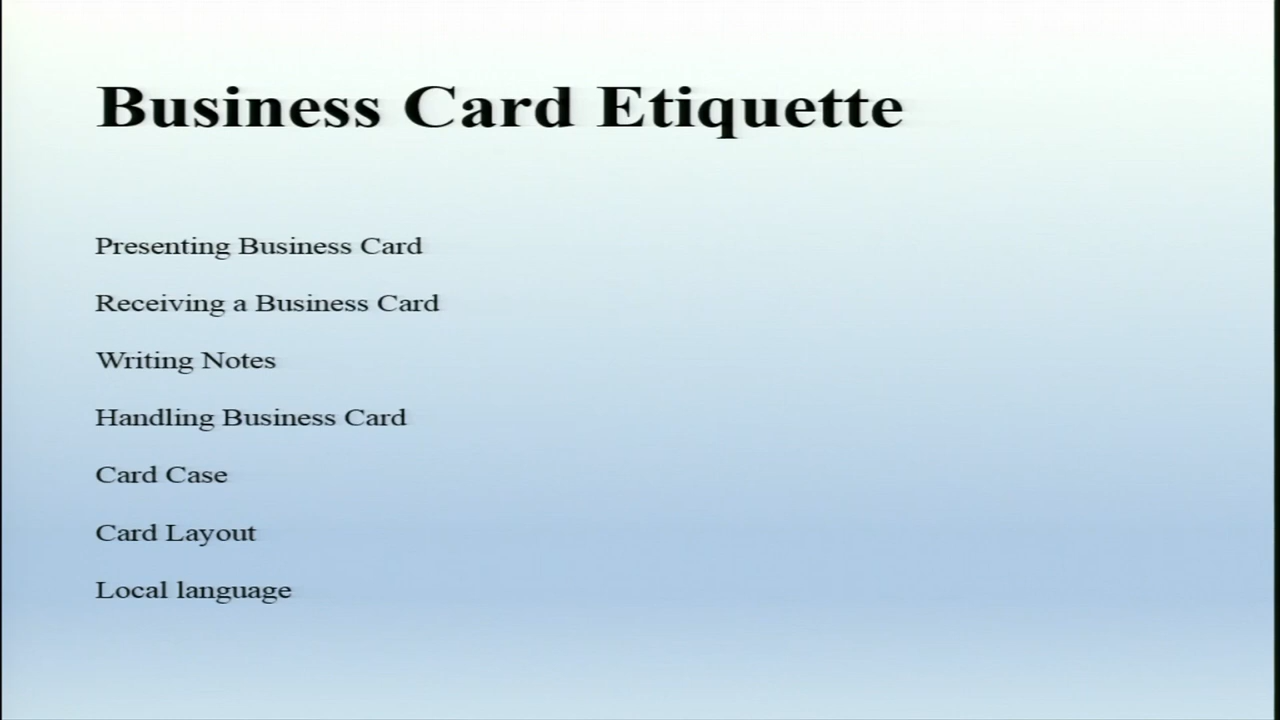 Business Card Etiquette
Presenting Business Card
Receiving a Business Card
Writing Notes
Handling Business Card
Card Case
Card Layout
Local language